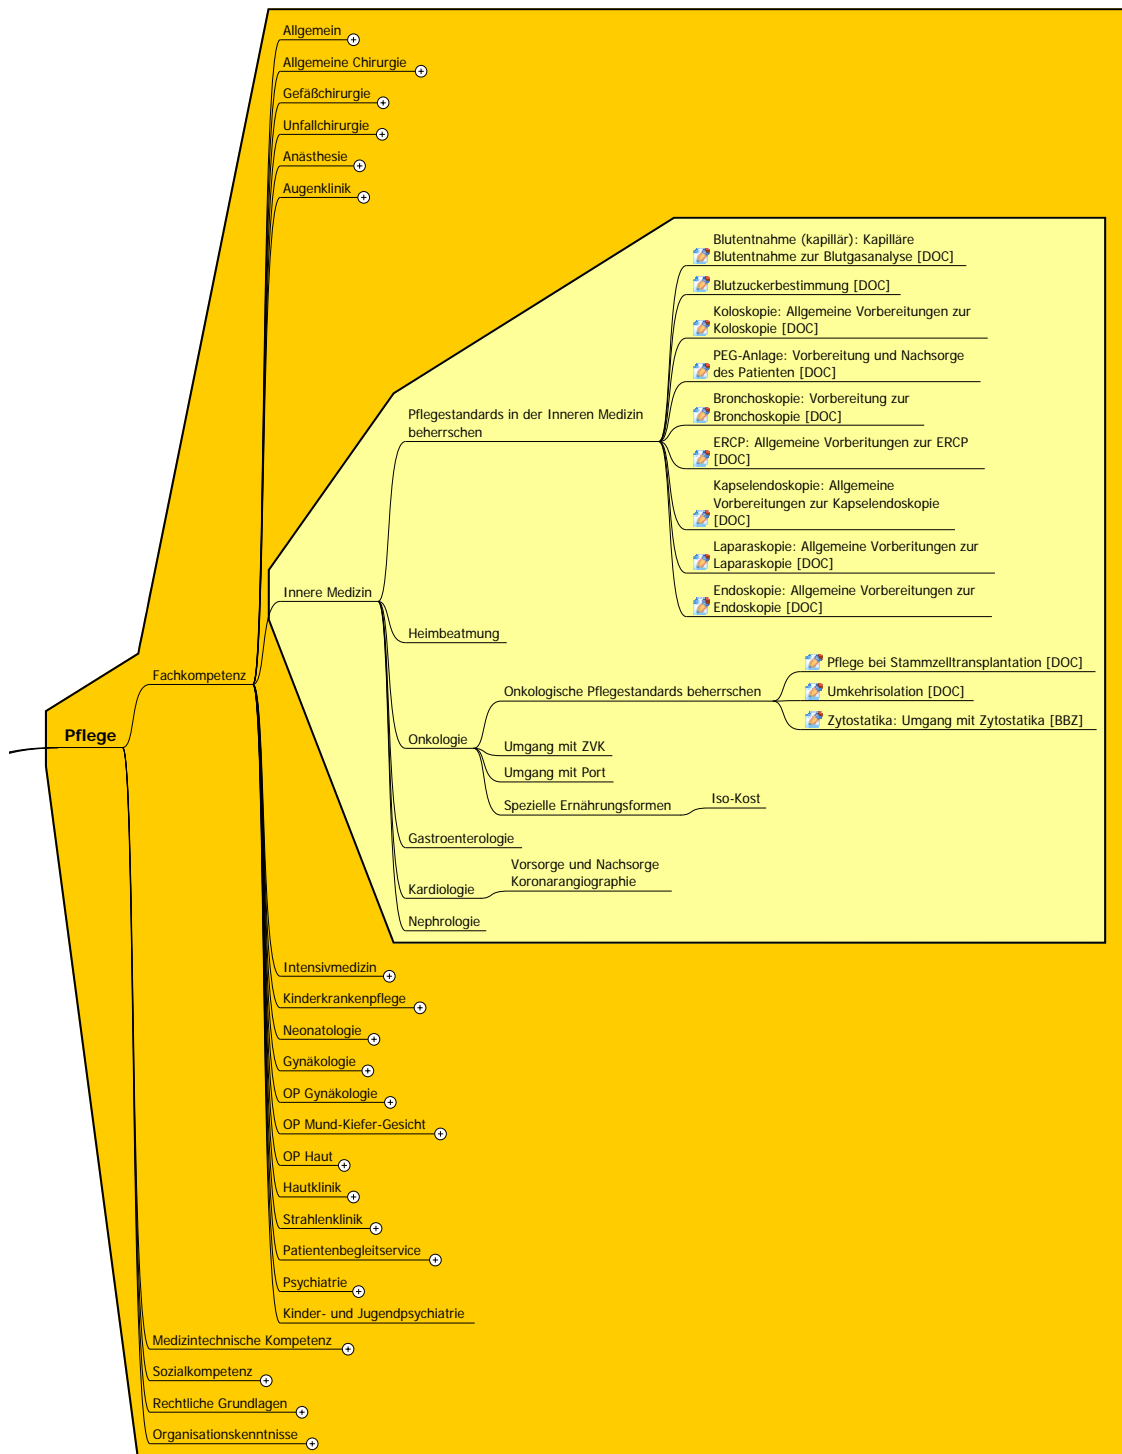 Allgemein
Allgemeine Chirurgie
Gefäßchirurgie
Unfallchirurgie
Anästhesie
Augenklinik
Blutentnahme (kapillär): Kapilläre
Blutentnahme zur Blutgasanalyse [DOC]
Blutzuckerbestimmung [DOC]
Koloskopie: Allgemeine Vorbereitungen zur
Koloskopie [DOC]
PEG-Anlage: Vorbereitung und Nachsorge
des Patienten [DOC]
Bronchoskopie: Vorbereitung zur
Bronchoskopie [DOC]
Pflegestandards in der Inneren Medizin
beherrschen
ERCP: Allgemeine Vorberitungen zur ERCP
[DOC]
Kapselendoskopie: Allgemeine
Vorbereitungen zur Kapselendoskopie
[DOC]
Laparaskopie: Allgemeine Vorberitungen zur
Laparaskopie [DOC]
Endoskopie: Allgemeine Vorbereitungen zur
Endoskopie [DOC]
Innere Medizin
Heimbeatmung
Fachkompetenz
Pflege bei Stammzelltransplantation [DOC]
Onkologische Pflegestandards beherrschen
Umkehrisolation [DOC]
Zytostatika: Umgang mit Zytostatika [BBZ]
Pflege
Onkologie
Umgang mit ZVK
Umgang mit Port
Spezielle Ernährungsformen
Iso-Kost
Gastroenterologie
Vorsorge und Nachsorge
Koronarangiographie
Kardiologie
Nephrologie
Intensivmedizin
Kinderkrankenpflege
Neonatologie
Gynäkologie
OP Gynäkologie
OP Mund-Kiefer-Gesicht
OP Haut
Hautklinik
Strahlenklinik
Patientenbegleitservice
Psychiatrie
Kinder- und Jugendpsychiatrie
Medizintechnische Kompetenz
Sozialkompetenz
Rechtliche Grundlagen
Organisationskenntnisse